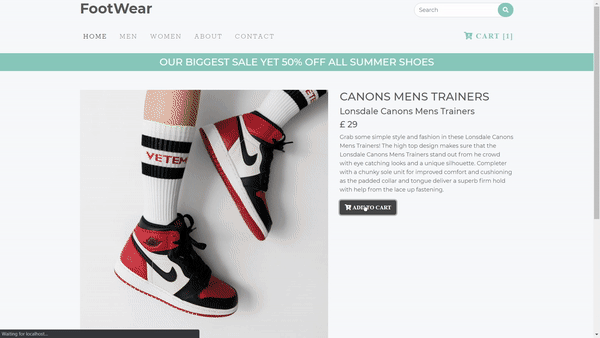 FootWear
Search
HOME MEN WOMEN ABOUT CONTACT
CART [1]
OUR BIGGEST SALE YET 50% OFF ALL SUMMER SHOES
VETEM
CANONS MENS TRAINERS
Lonsdale Canons Mens Trainers
£ 29
Grab some simple style and fashion in these Lonsdale Canons
Mens Trainers! The high top design makes sure that the
Lonsdale Canons Mens Trainers stand out from he crowd
with eye catching looks and a unique silhouette. Completer
with a chunky sole unit for improved comfort and cushioning
as the padded collar and tongue deliver a superb firm hold
with help from the lace up fastening.
ADD TO CART
Waiting for localhost...